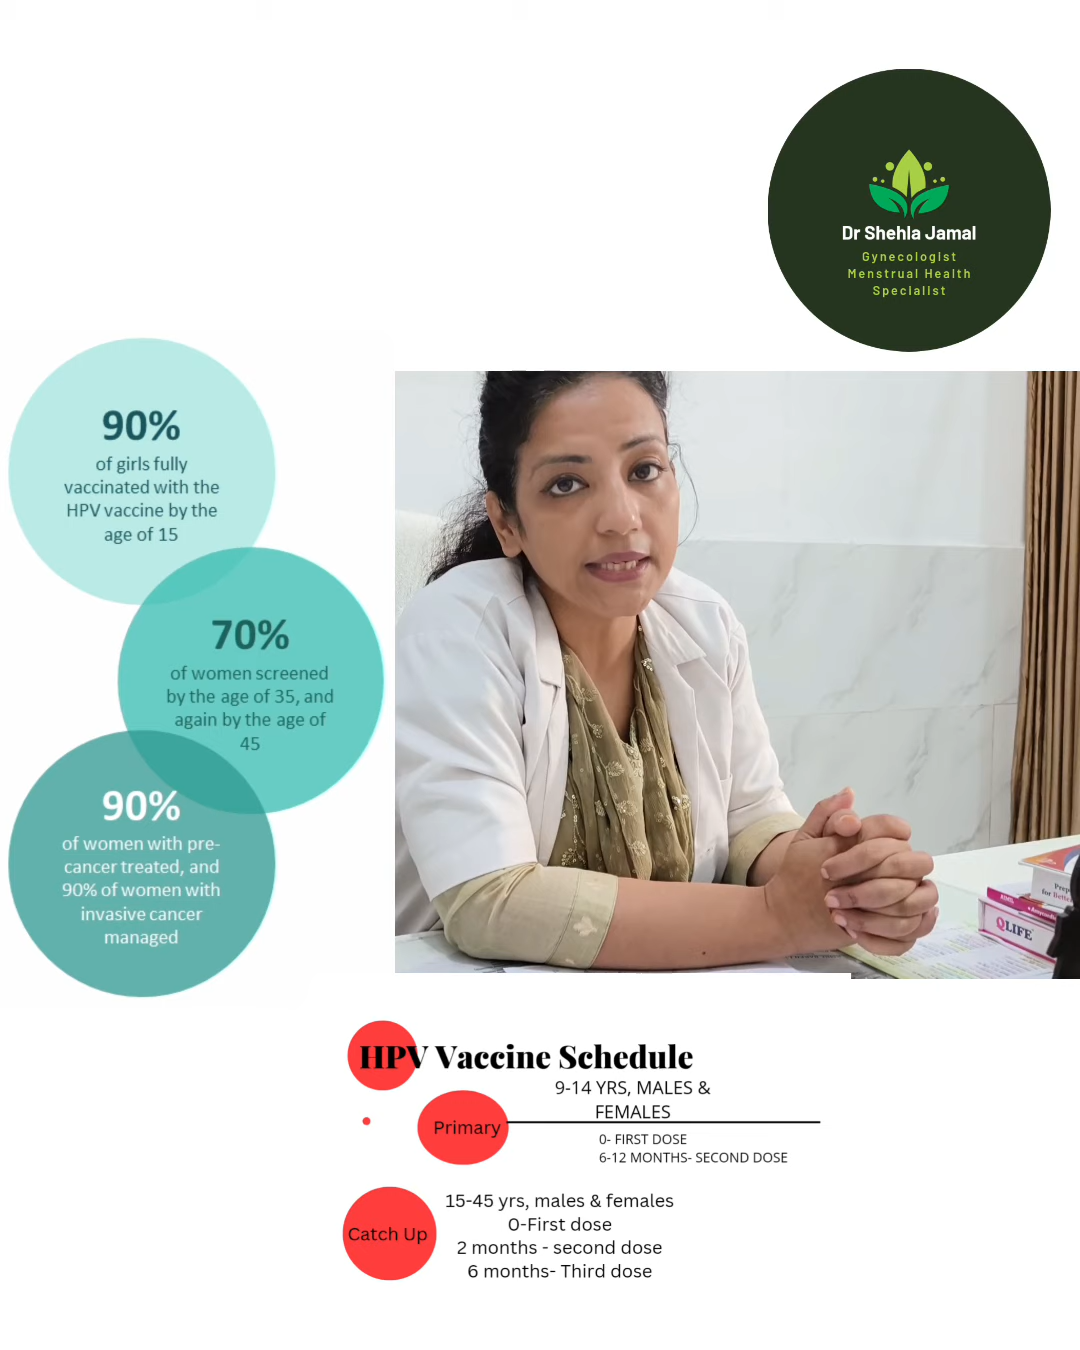 Dr Shehla Jamal
Gynecologist
Menstrual Health
Specialist
90%
of girls fully
vaccinated with the
HPV vaccine by the
age of 15
70%
of women screened
by the age of 35, and
again by the age of
45
90%
of women with pre-
cancer treated, and
90% of women with
invasive cancer
managed
QLIFE
HPV Vaccine Schedule
Primary
9-14 YRS, MALES &
FEMALES
0- FIRST DOSE
6-12 MONTHS- SECOND DOSE
Catch Up
15-45 yrs, males & females
0-First dose
2 months - second dose
6 months- Third dose